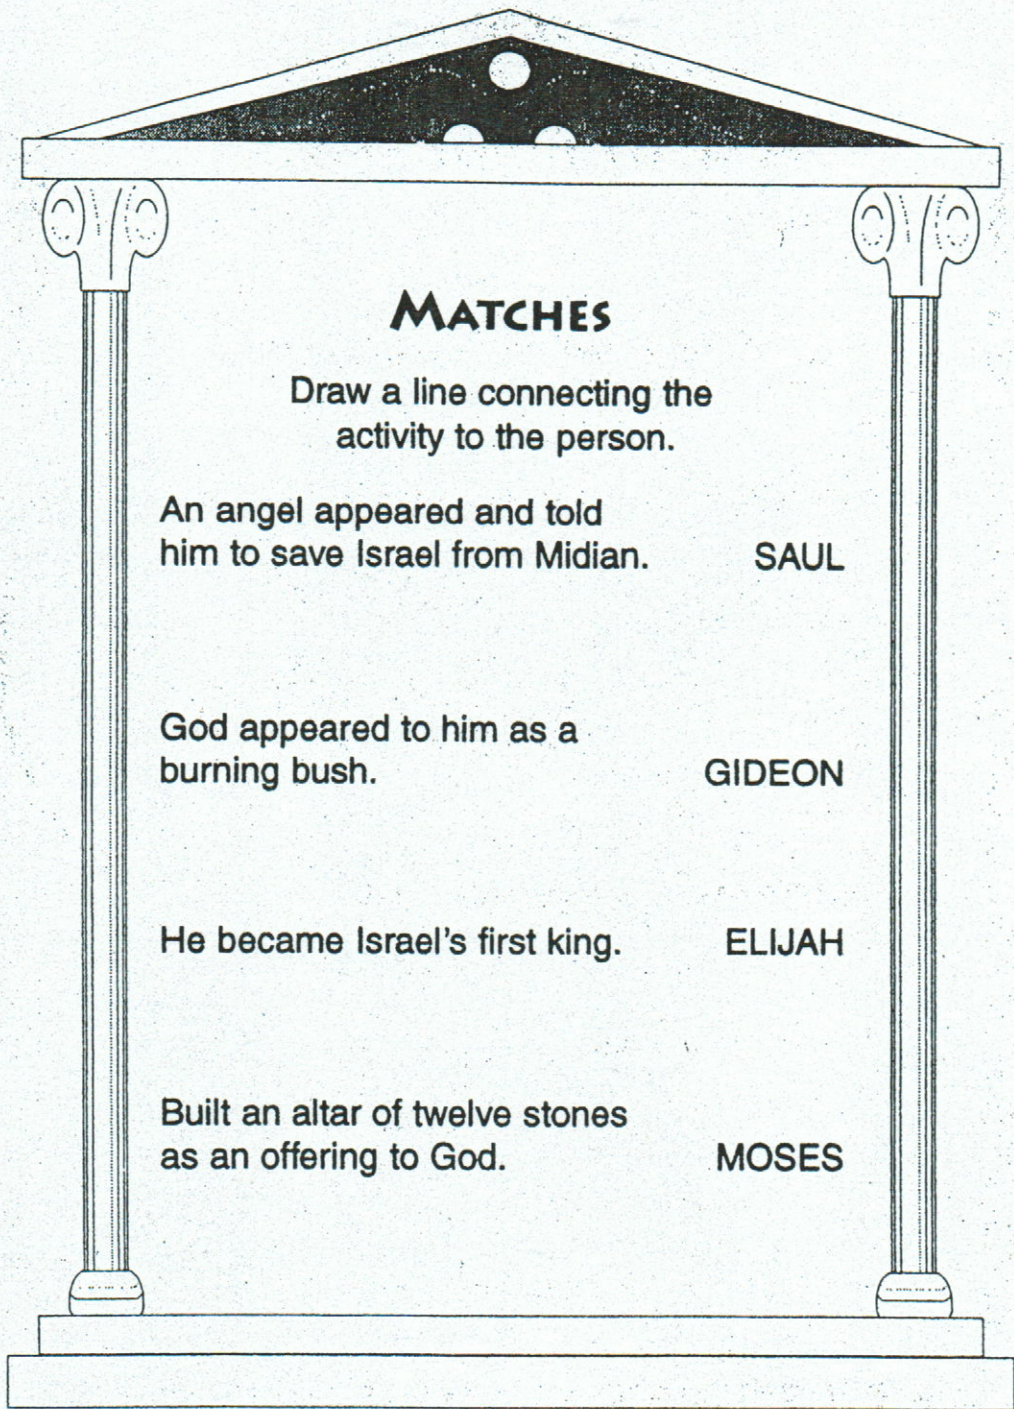 MATCHES
Draw a line connecting the
activity to the person.
An angel appeared and told
him to save Israel from Midian. SAUL
God appeared to him as a
burning bush. GIDEON
He became Israel's first king. ELIJAH
Built an altar of twelve stones
as an offering to God. MOSES